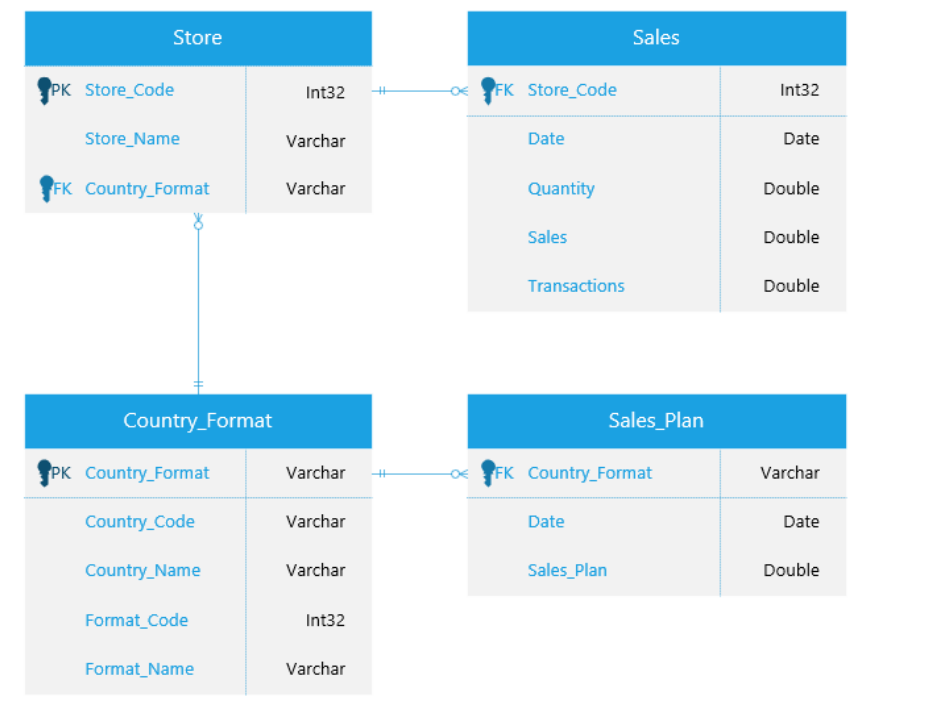 Store
PK Store_Code Int32
Store_Name Varchar
FK Country_Format Varchar
Sales
FK Store_Code Int32
Date Date
Quantity Double
Sales Double
Transactions Double
Country_Format
PK Country_Format Varchar
Country_Code Varchar
Country_Name Varchar
Format_Code Int32
Format_Name Varchar
Sales_Plan
FK Country_Format Varchar
Date Date
Sales_Plan Double